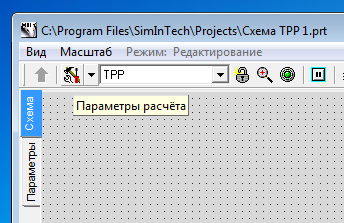 C:\Program Files\SimInTech\Projects\Схема TPP 1.prt
Вид Масштаб Режим: Редактирование
TPP
Параметры расчёта
Схема
Параметры